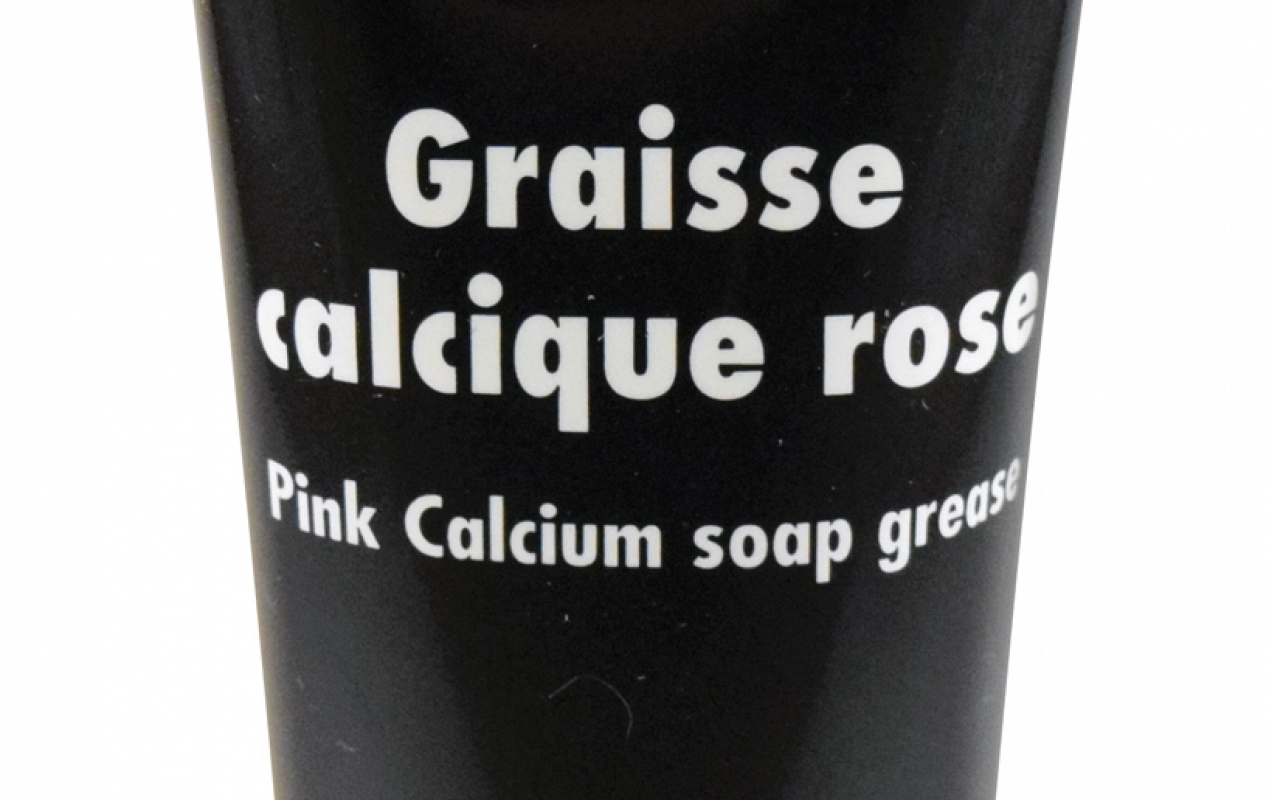 Graisse
calcique rose
Pink Calcium soap grease